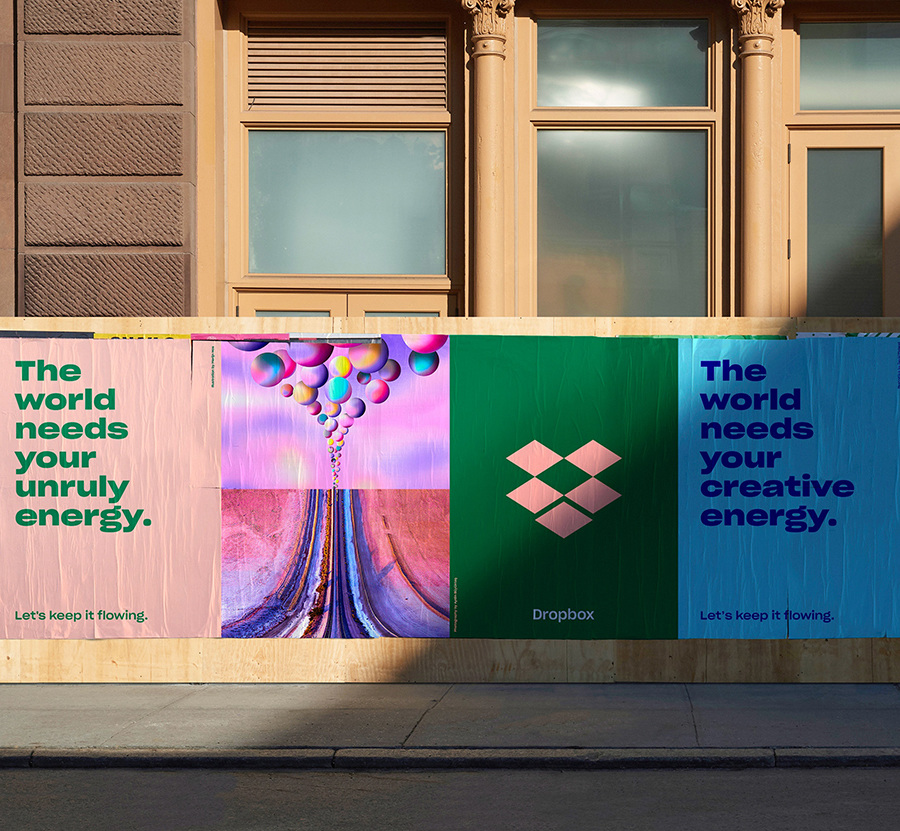 The
world
needs
your
unruly
energy.
Let's keep it flowing.
Dropbox
The
world
needs
your
creative
energy.
Let's keep it flowing.